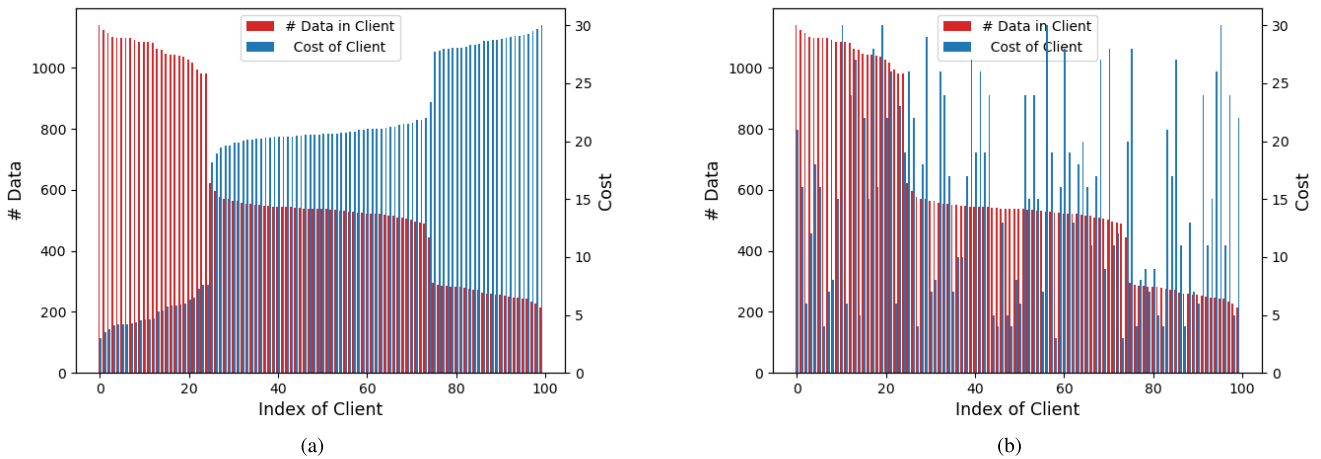 # Data in Client
Cost of Client
1000
800
600
400
200
0
# Data
30
25
20
15
10
5
0
Cost
0 20 40 60 80 100
Index of Client
(a)
# Data in Client
Cost of Client
1000
800
600
400
200
0
# Data
30
25
20
15
10
5
0
Cost
0 20 40 60 80 100
Index of Client
(b)